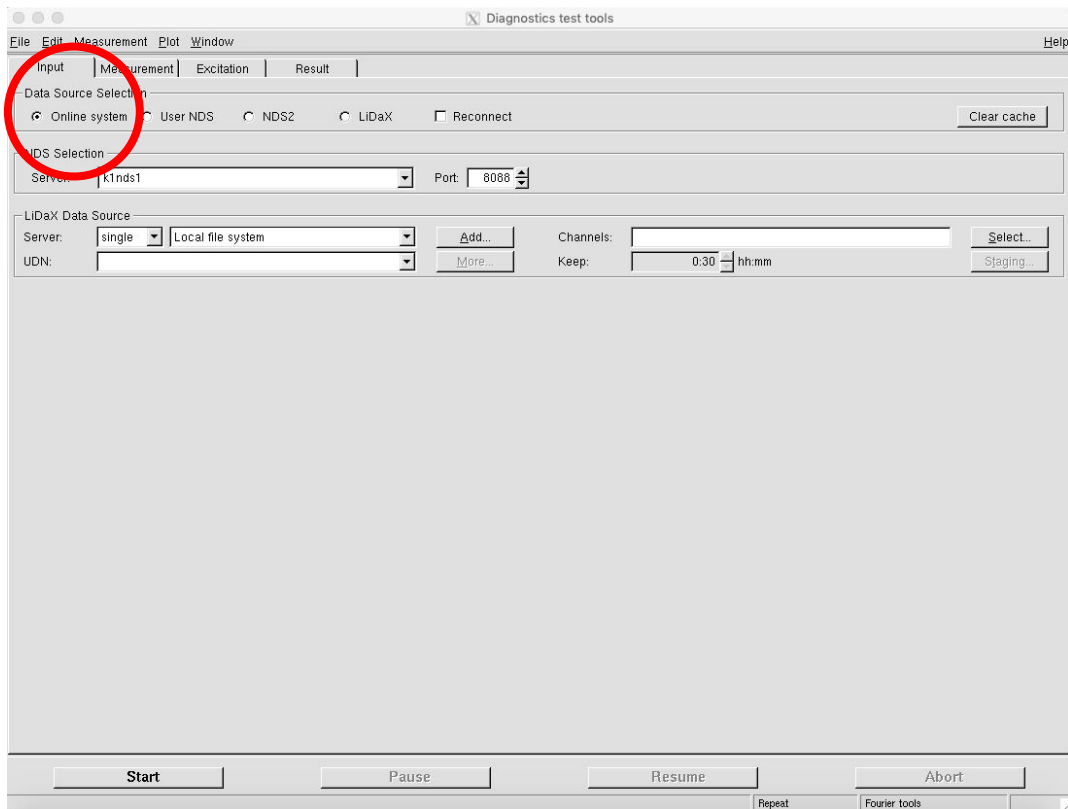 X Diagnostics test tools
File Edit Measurement Plot Window Help
Input Measurement Excitation Result
Data Source Selection
Online system User NDS NDS2 LiDaX Reconnect Clear cache
NDS Selection
Server: k1nds1 Port: 8088
LiDaX Data Source
Server: single Local file system Add... Channels: Select...
UDN: More... Keep: 0:30 hh:mm Staging...
Start Pause Resume Abort
Repeat Fourier tools